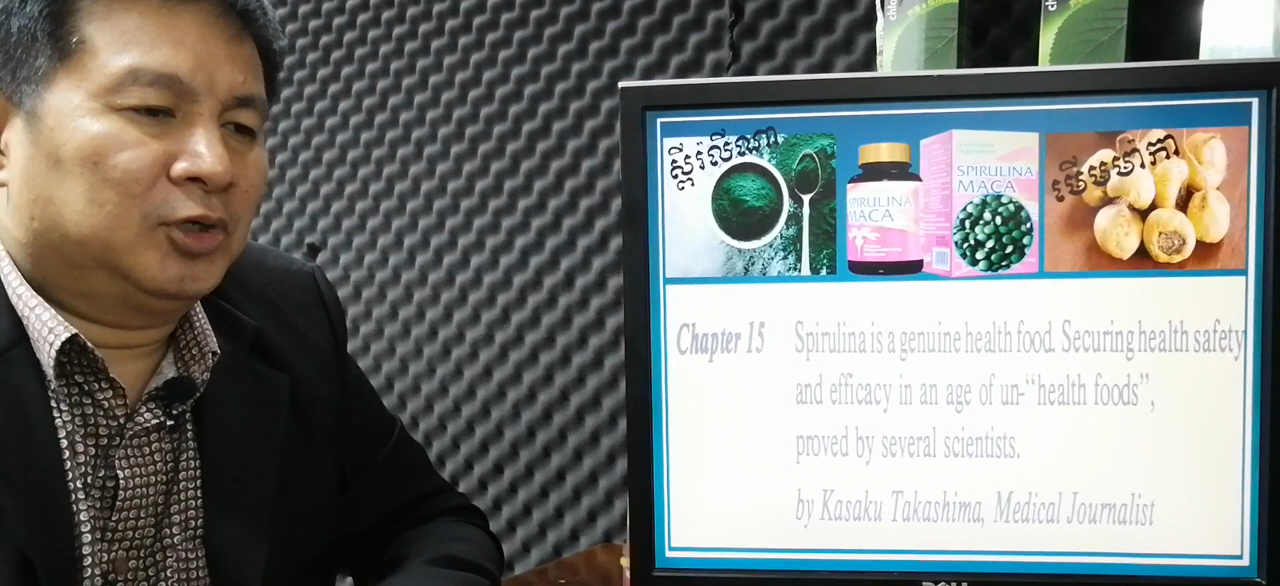 chlo
chlo
ស្ពីរ៉ូលីណា
SPIRULINA
MACA
SPIRULINA
MACA
មើមម៉ាកា
Chapter 15 Spirulina is a genuine health food. Securing health safety
and efficacy in an age of un-“health foods”,
proved by several scientists.
by Kasaku Takashima, Medical Journalist